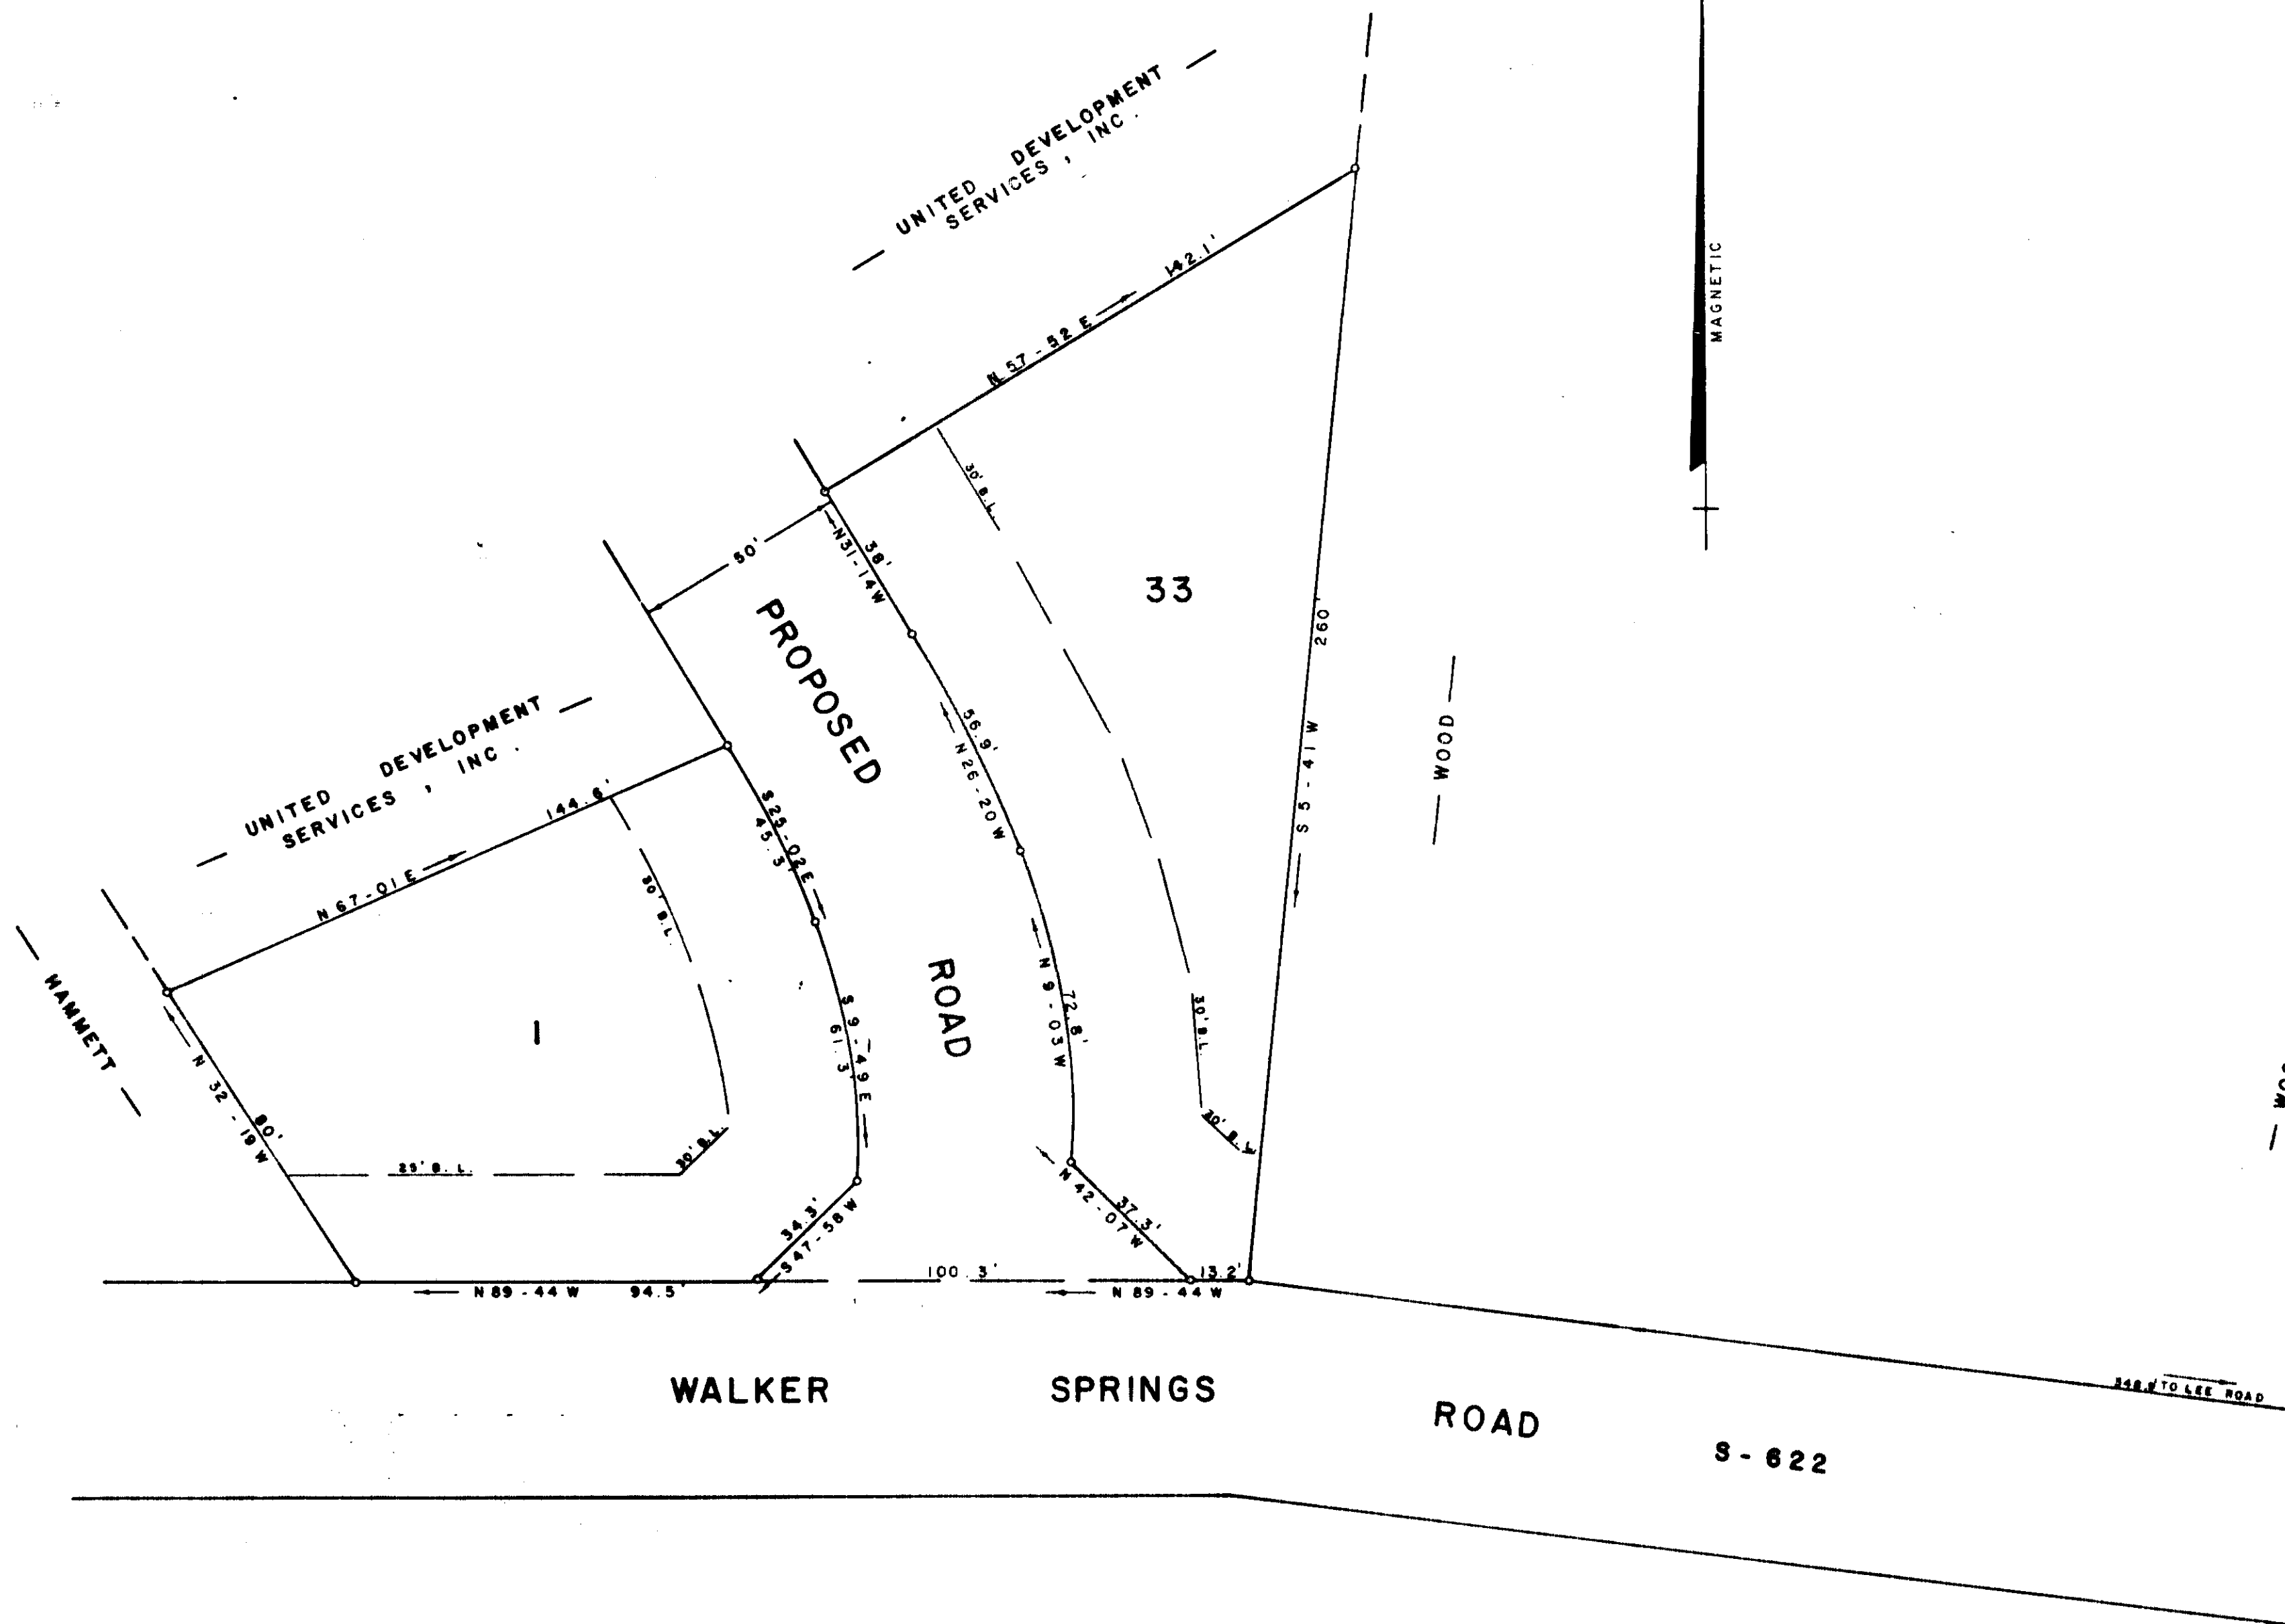 UNITED DEVELOPMENT
SERVICES, INC.
MAGNETIC
142.1'
N 57-52 E
30' B.L.
50'
38'
N31-14W
33
PROPOSED
260'
S 5-41 W
WOOD
56.9'
N 26-20 W
UNITED DEVELOPMENT
SERVICES, INC.
144.6'
N 67-01 E
S 25-02 E
45.3'
30' B.L.
ROAD
N 9-03 W
72.8'
S 9-49 E
61.3'
30' B.L.
HAMMETT
1
N 32-19 W
80'
25' B.L.
30' B.L.
30' B.L.
34.3'
S 47-58 W
37.3'
N 42-07 W
100.3'
13.2'
N 89-44 W 94.5'
N 89-44 W
WALKER SPRINGS ROAD
S-622
TO LEE ROAD